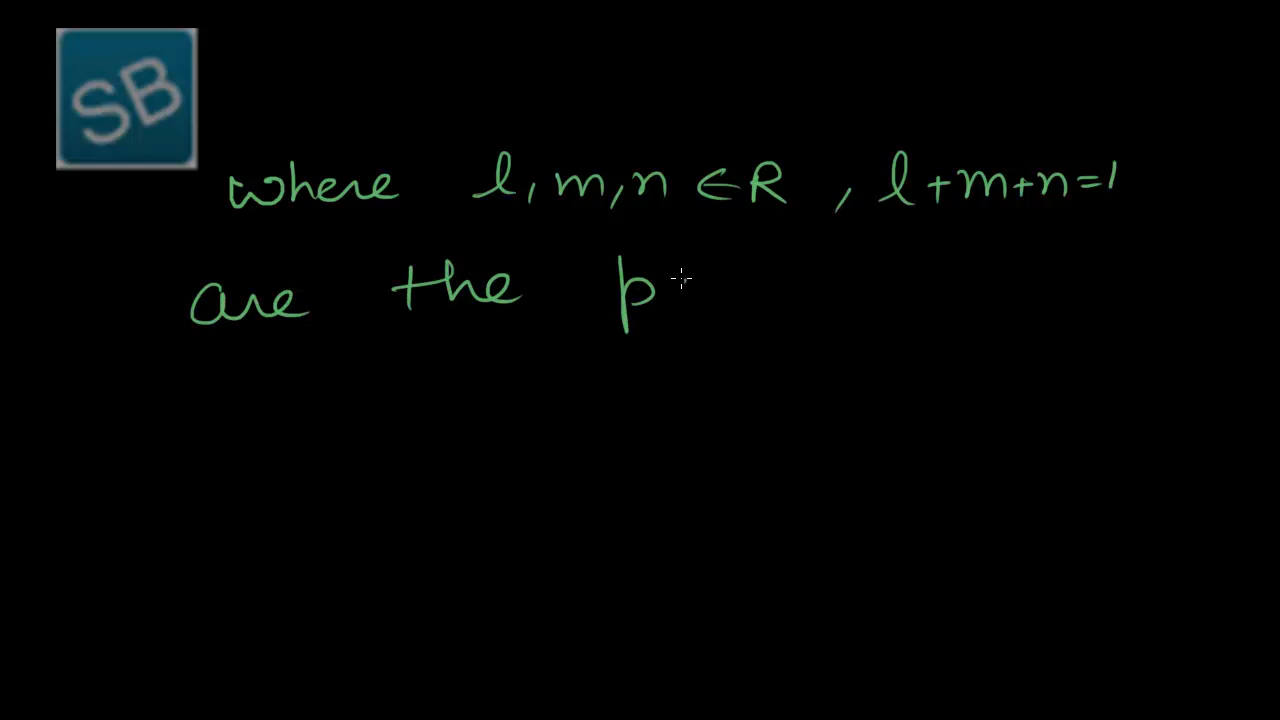 SB
where l, m, n ∈ R , l+m+n=1
are the p